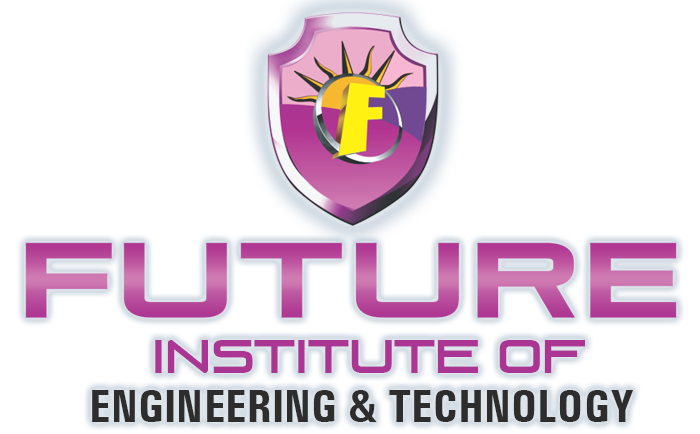 F
FUTURE
INSTITUTE OF
ENGINEERING & TECHNOLOGY